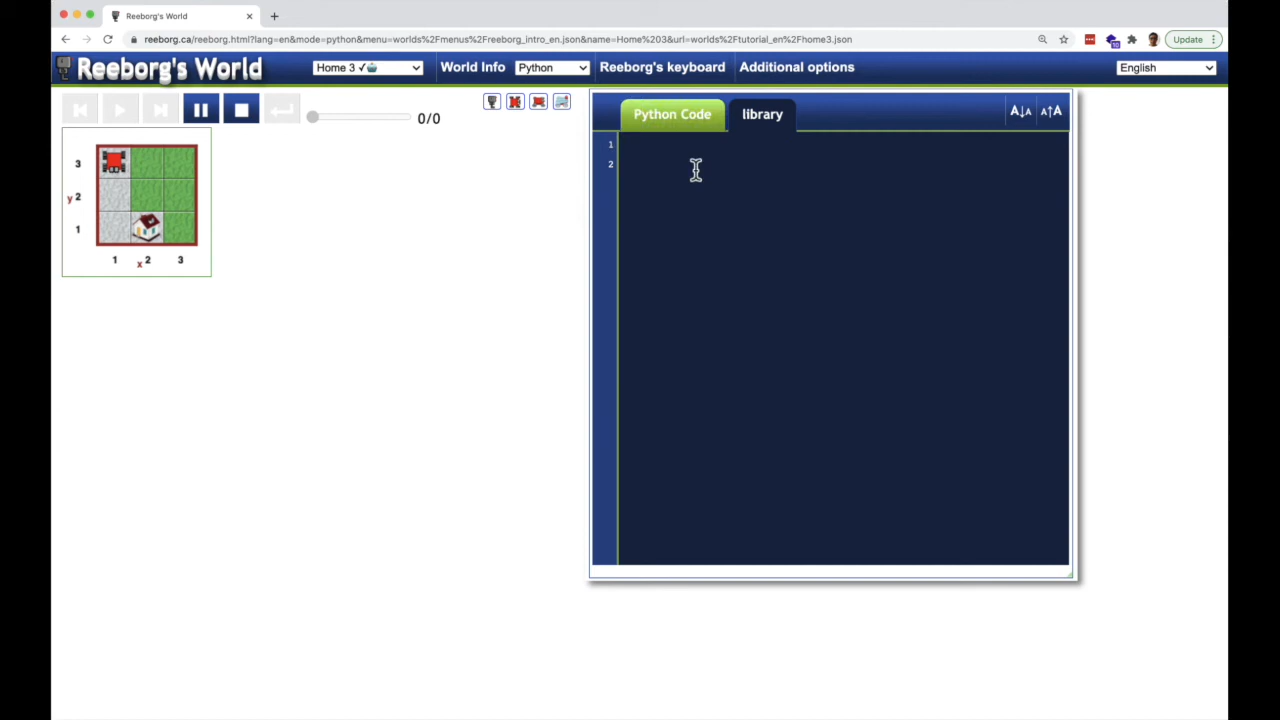 Reeborg's World
reeborg.ca/reeborg.html?lang=en&mode=python&menu=worlds%2Fmenus%2Freeborg_intro_en.json&name=Home%203&url=worlds%2Ftutorial_en%2Fhome3.json
10
Update
Reeborg's World
Home 3 ✓
World Info
Python
Reeborg's keyboard
Additional options
English
0/0
Python Code
library
A↓A
A↑A
1
2
3
y 2
1
1 x 2 3